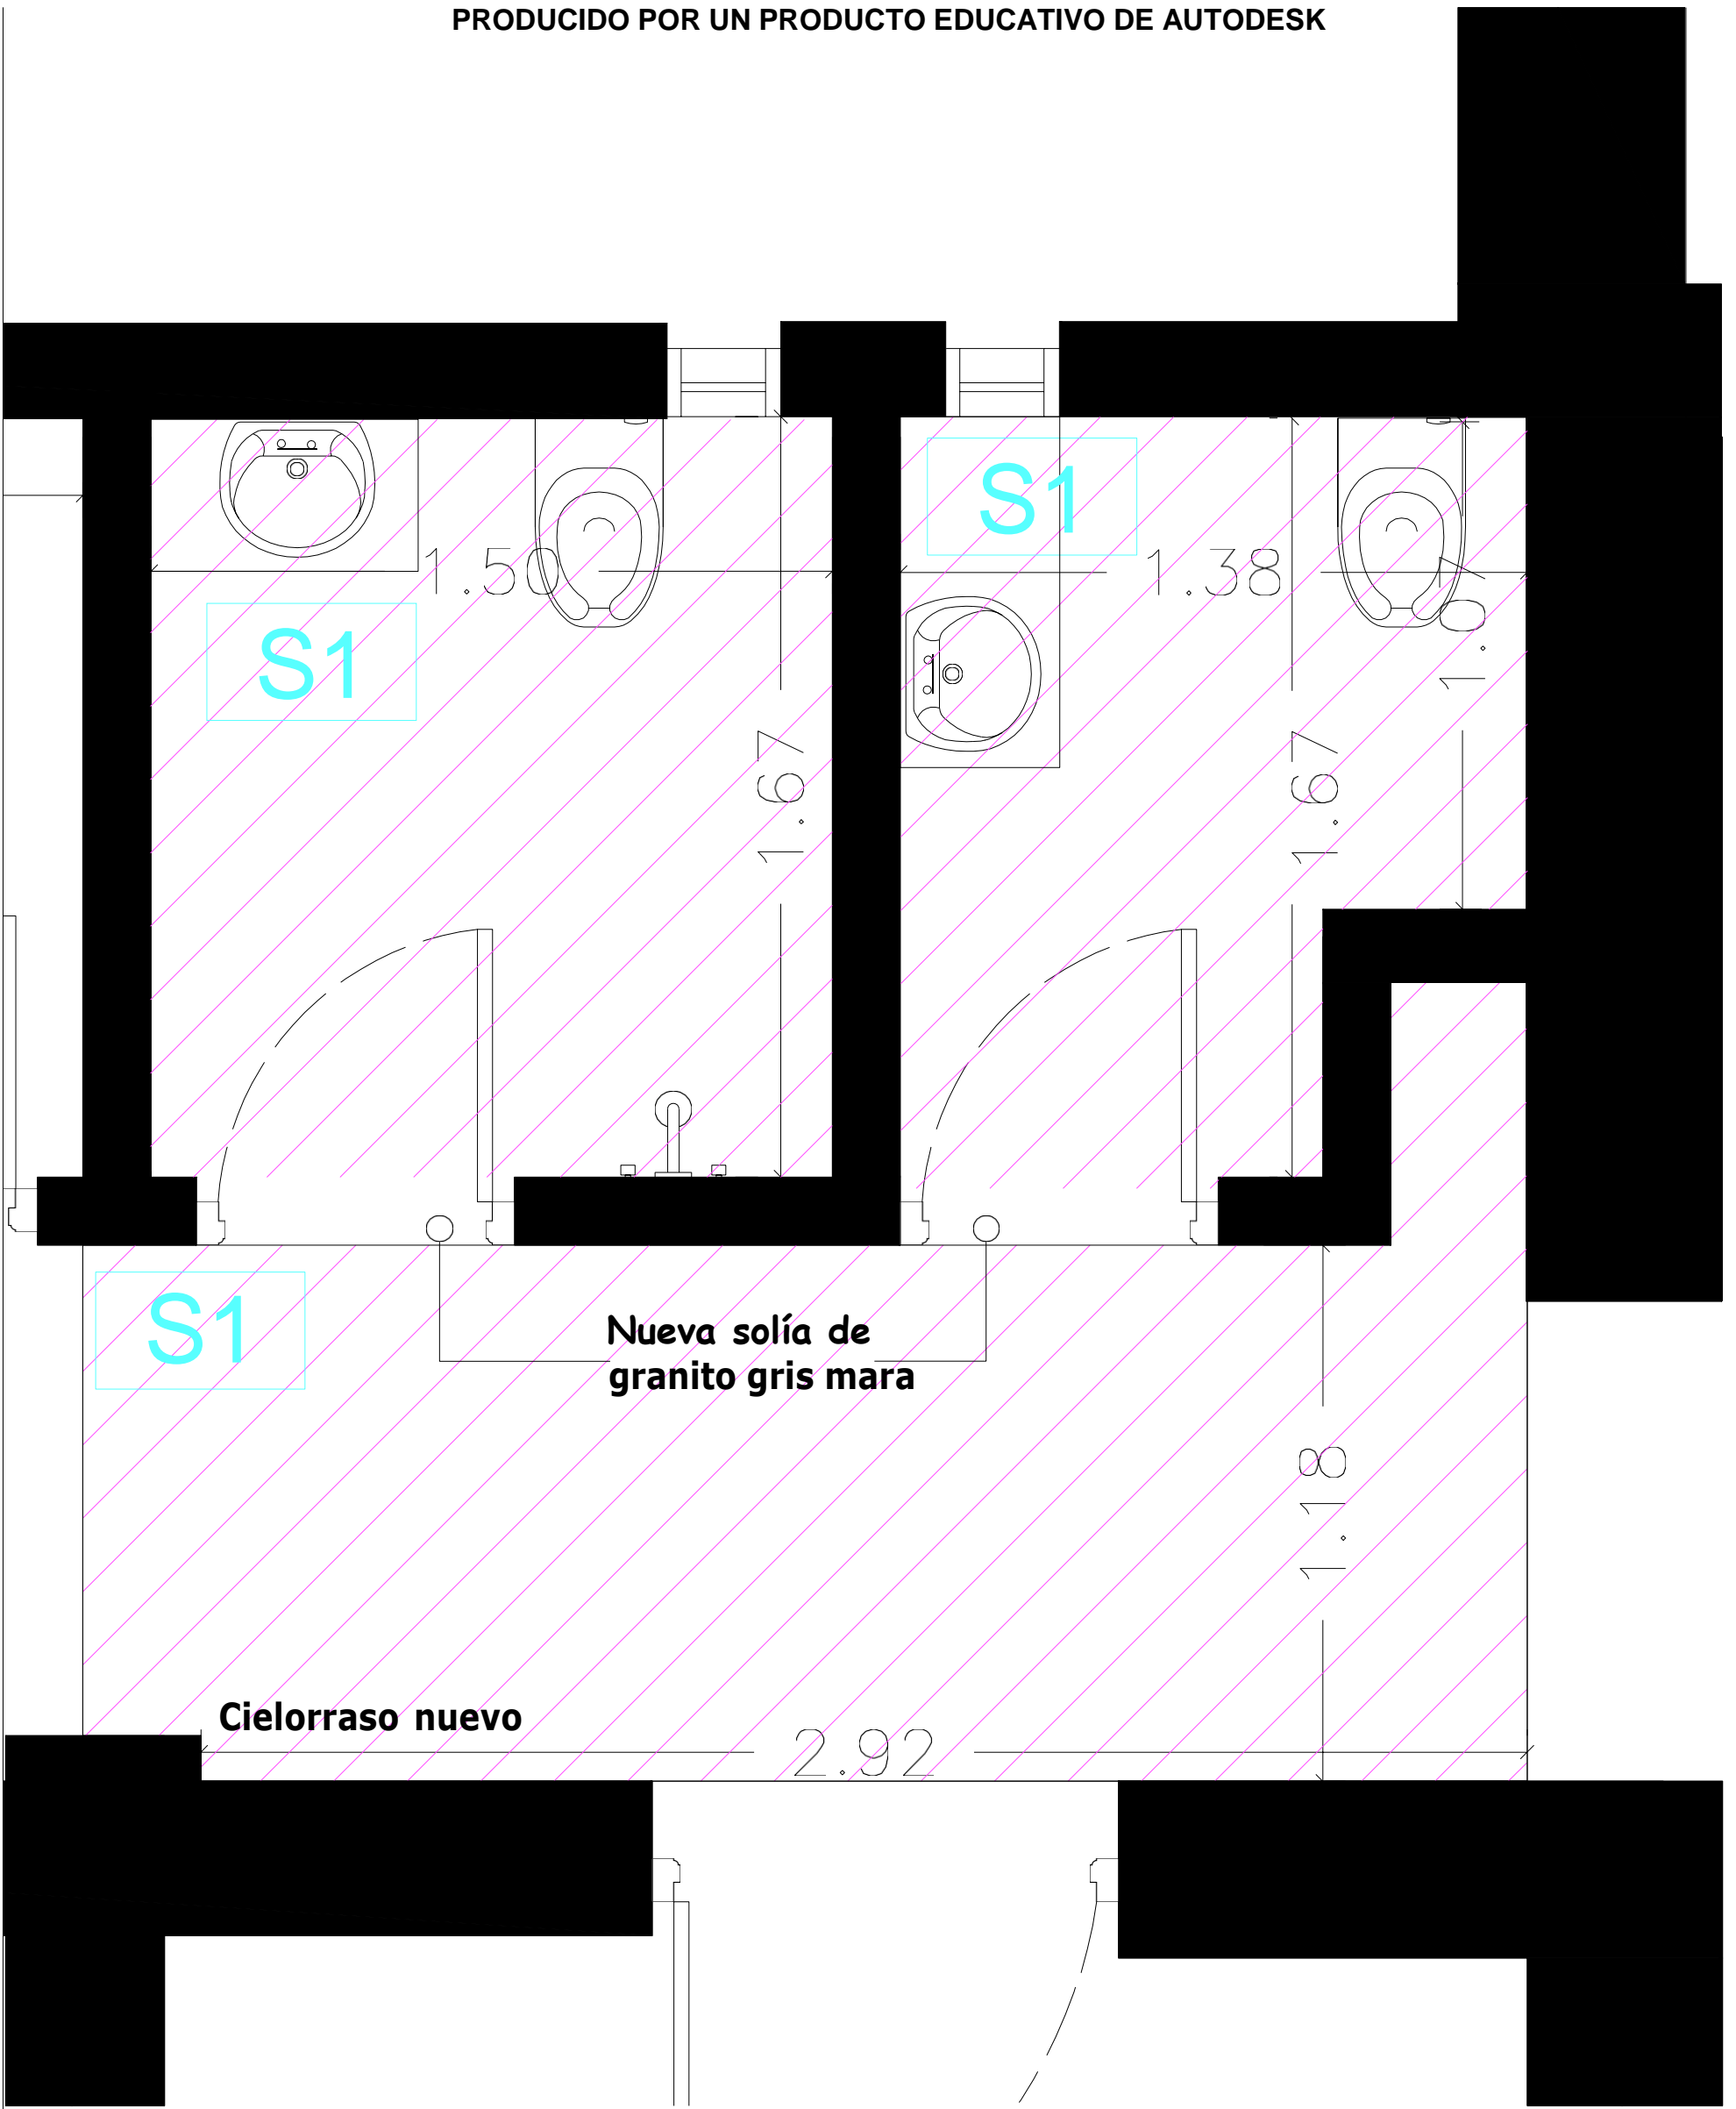 PRODUCIDO POR UN PRODUCTO EDUCATIVO DE AUTODESK
S1
1.50
1.38
1.07
S1
1.67
1.67
S1
Nueva solía de
granito gris mara
1.18
Cielorraso nuevo
2.92